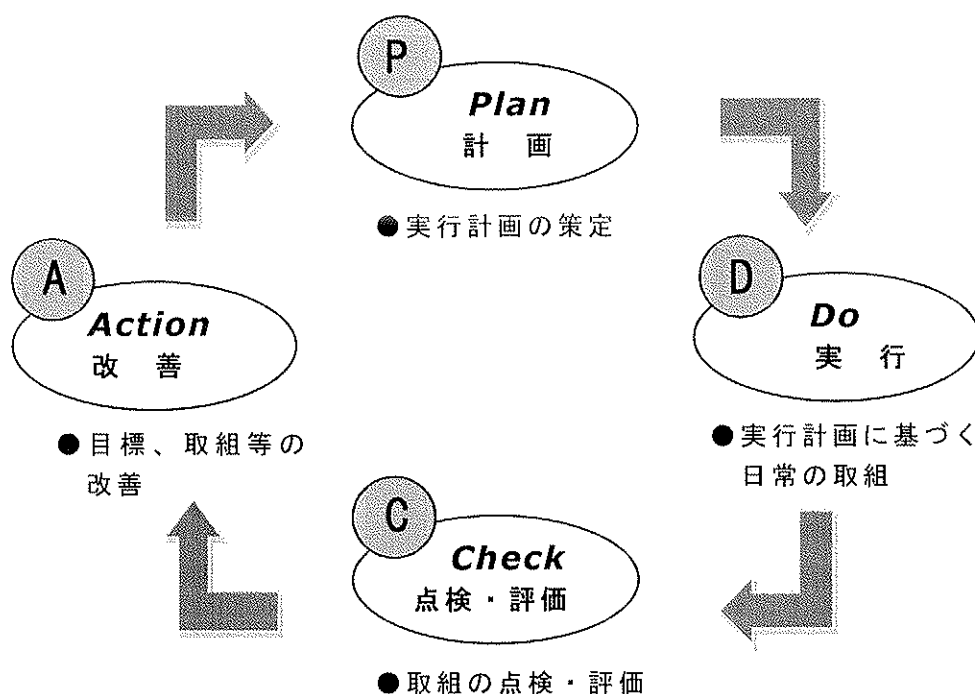 P
Plan
計　画
●実行計画の策定
D
Do
実　行
●実行計画に基づく
日常の取組
C
Check
点検・評価
●取組の点検・評価
A
Action
改　善
●目標、取組等の
改善